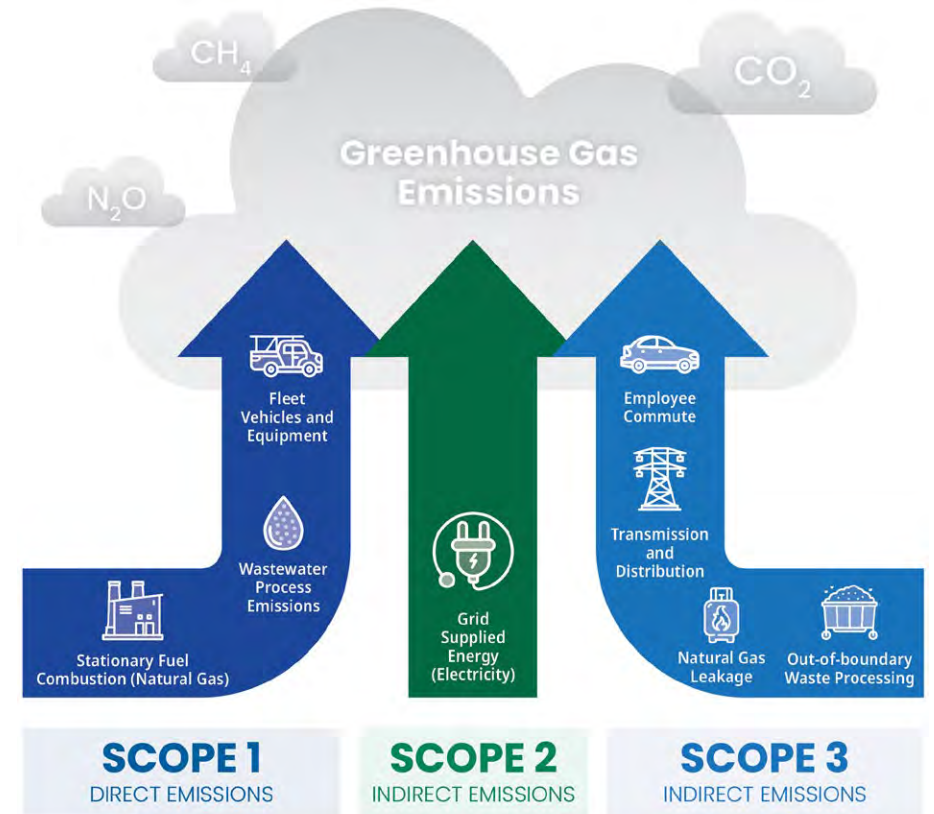 CH₄
CO₂
N₂O
Greenhouse Gas
Emissions
Fleet
Vehicles and
Equipment
Wastewater
Process
Emissions
Stationary Fuel
Combustion (Natural Gas)
Grid
Supplied
Energy
(Electricity)
Employee
Commute
Transmission
and
Distribution
Natural Gas
Leakage
Out-of-boundary
Waste Processing
SCOPE 1
DIRECT EMISSIONS
SCOPE 2
INDIRECT EMISSIONS
SCOPE 3
INDIRECT EMISSIONS